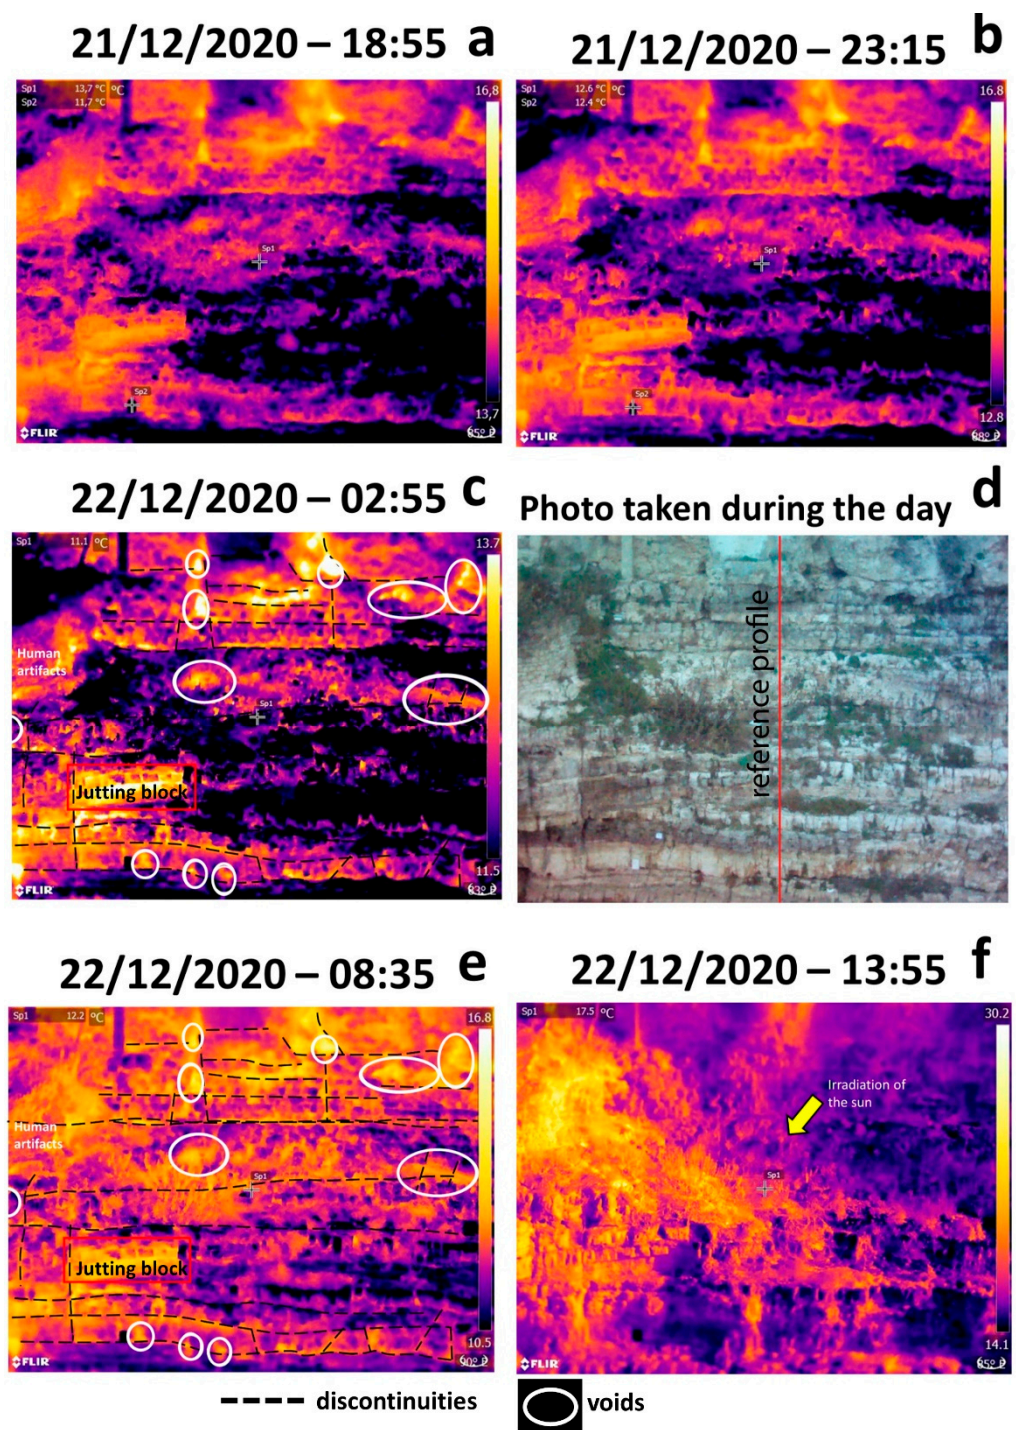 21/12/2020 – 18:55 a
21/12/2020 – 23:15 b
Sp1 13,7 °C °C
Sp2 11,7 °C
16,8
Sp1
Sp2
13,7
FLIR
85° E
Sp1 12.6 °C °C
Sp2 12.4 °C
16.8
Sp1
Sp2
12.8
FLIR
88° E
22/12/2020 – 02:55 c
Photo taken during the day d
Sp1 11.1 °C
13.7
Human
artifacts
Sp1
Jutting block
11.5
FLIR
83° E
reference profile
22/12/2020 – 08:35 e
22/12/2020 – 13:55 f
Sp1 12.2 °C
16.8
Human
artifacts
Sp1
Jutting block
10.5
FLIR
90° E
Sp1 17.5 °C
30.2
Irradiation of
the sun
Sp1
14.1
FLIR
85° E
discontinuities
voids